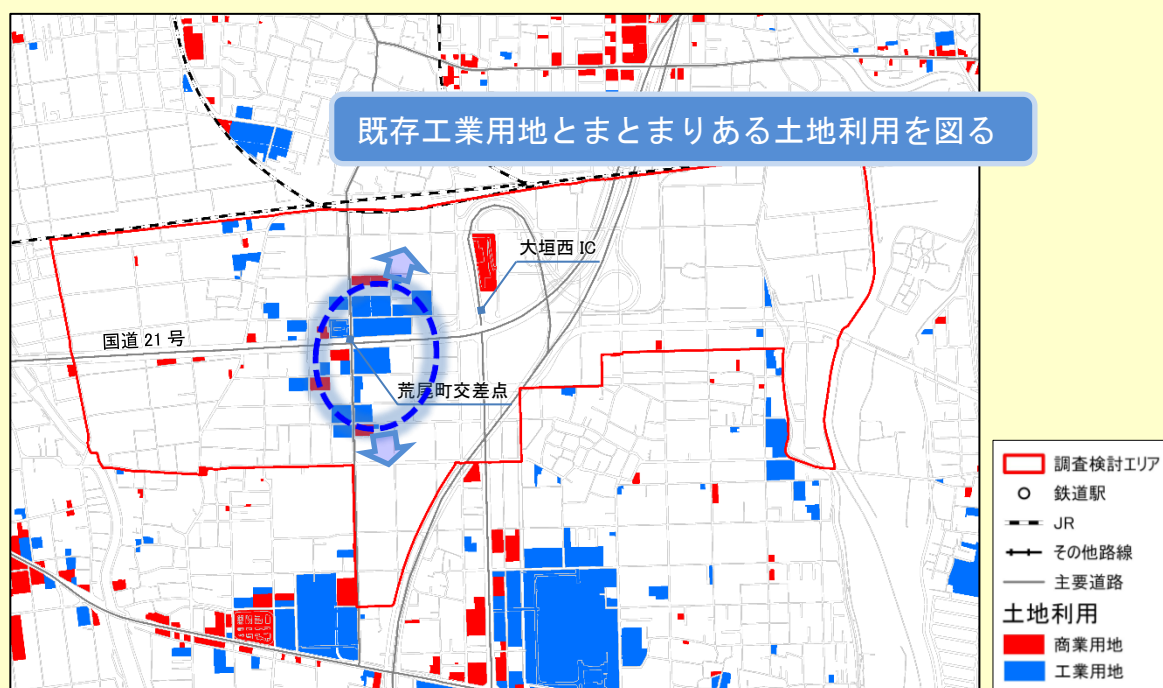 既存工業用地とまとまりある土地利用を図る
大垣西 IC
国道 21 号
荒尾町交差点
調査検討エリア
鉄道駅
JR
その他路線
主要道路
土地利用
商業用地
工業用地